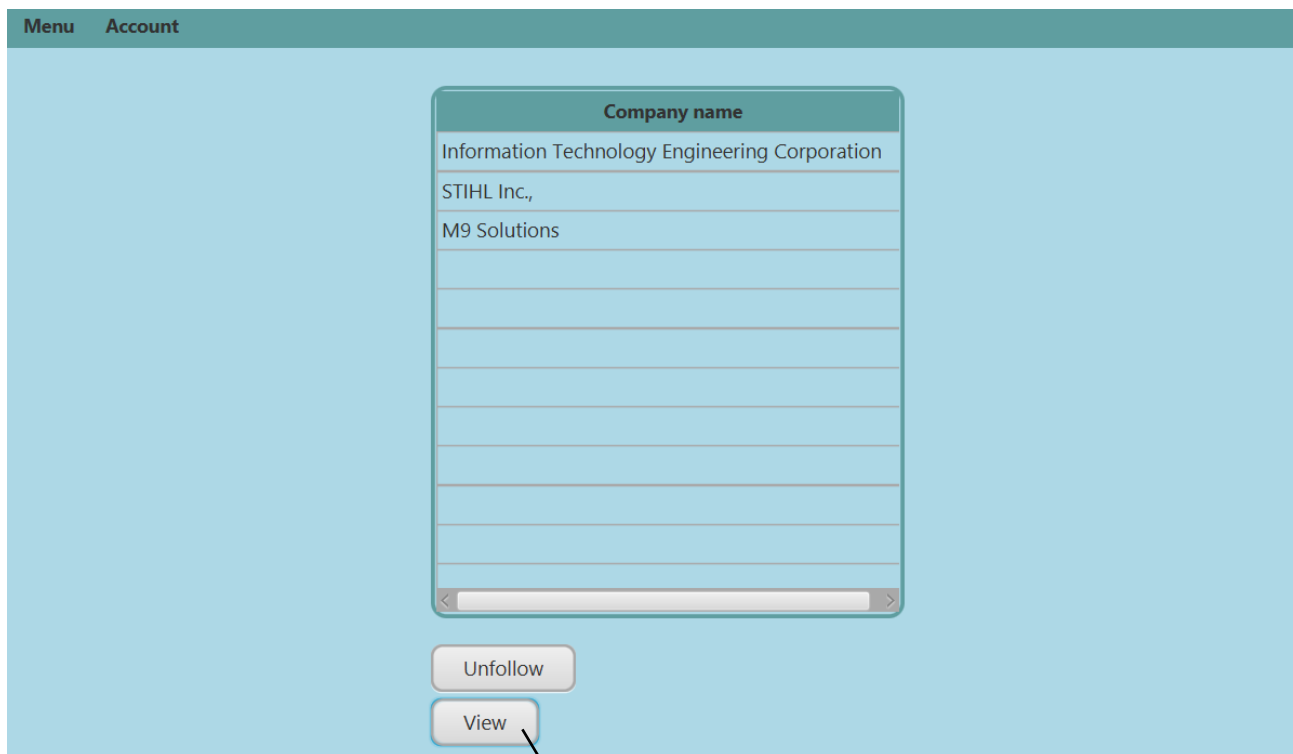 Menu Account
Company name
Information Technology Engineering Corporation
STIHL Inc.,
M9 Solutions
Unfollow
View